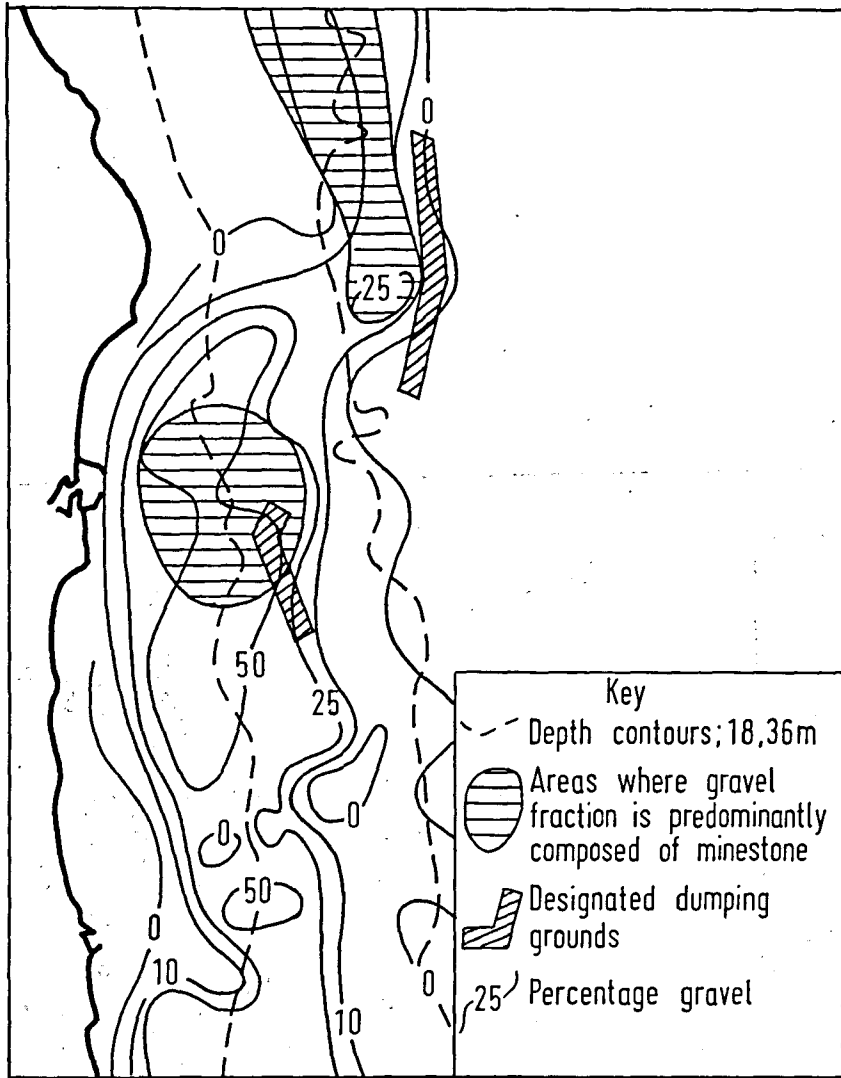 0
0
25
50
25
0
0
50
0
10
10
0
Key
Depth contours; 18,36m
Areas where gravel
fraction is predominantly
composed of minestone
Designated dumping
grounds
25 Percentage gravel